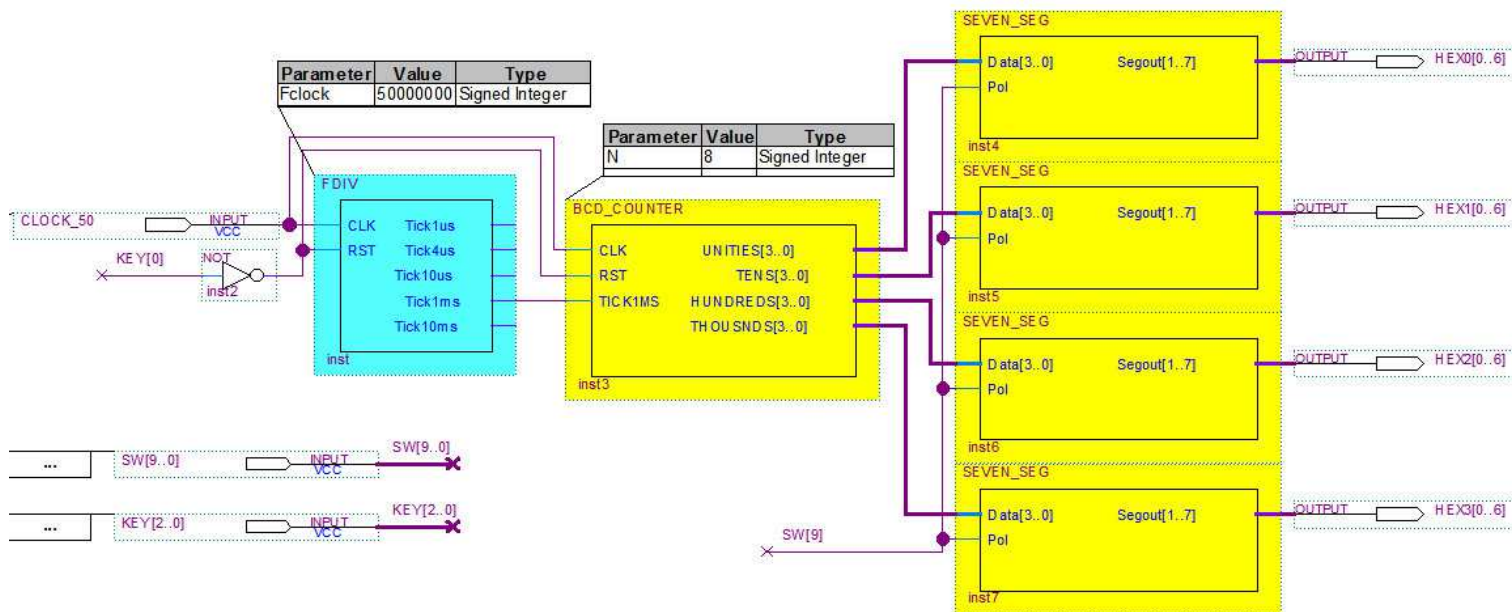 Parameter Value Type
Fclock 50000000 Signed Integer
Parameter Value Type
N 8 Signed Integer
CLOCK_50 INPUT
VCC
KEY[0] NOT
inst2
FDIV
CLK Tick1us
RST Tick4us
Tick10us
Tick1ms
Tick10ms
inst
BCD_COUNTER
CLK UNITIES[3..0]
RST TENS[3..0]
TICK1MS HUNDREDS[3..0]
THOUSNDS[3..0]
inst3
SEVEN_SEG
Data[3..0] Segout[1..7]
Pol
inst4
OUTPUT HEX0[0..6]
SEVEN_SEG
Data[3..0] Segout[1..7]
Pol
inst5
OUTPUT HEX1[0..6]
SEVEN_SEG
Data[3..0] Segout[1..7]
Pol
inst6
OUTPUT HEX2[0..6]
SEVEN_SEG
Data[3..0] Segout[1..7]
Pol
inst7
OUTPUT HEX3[0..6]
... SW[9..0] INPUT
VCC
SW[9..0]
... KEY[2..0] INPUT
VCC
KEY[2..0]
SW[9]